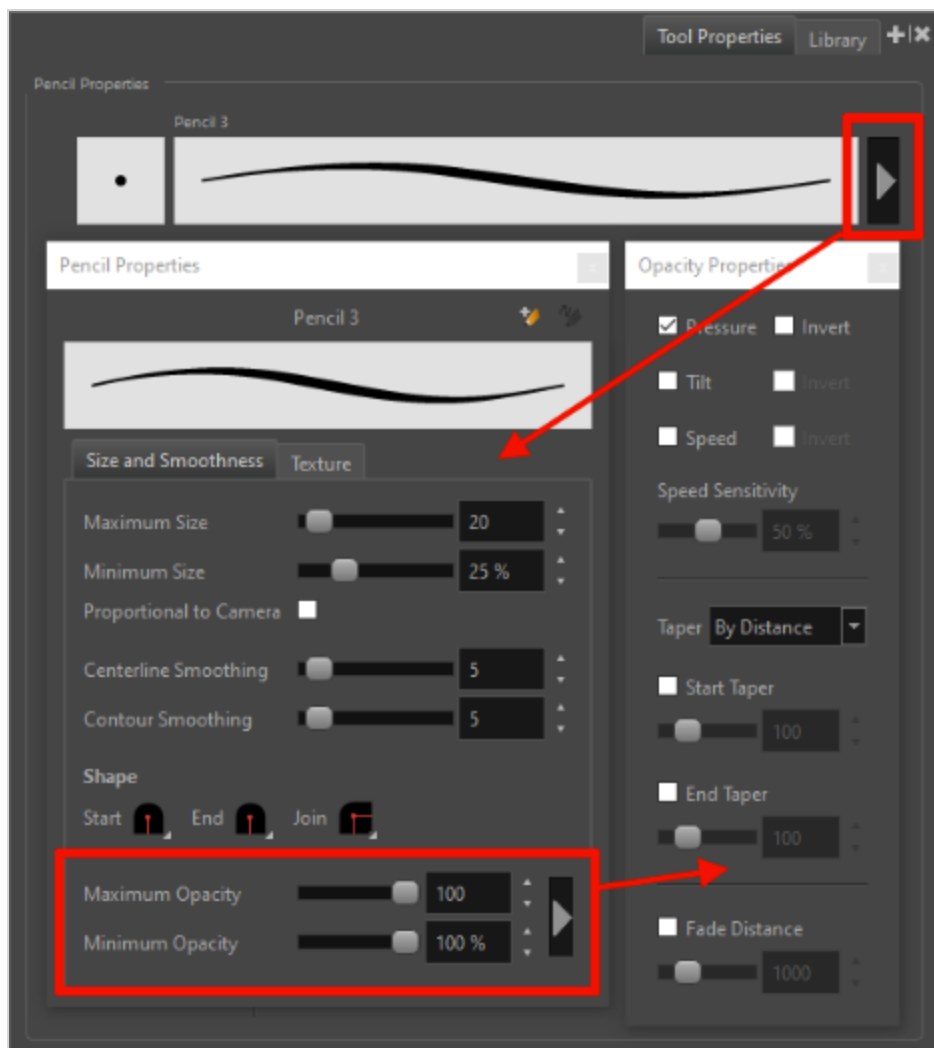 Tool Properties
Library
Pencil Properties
Pencil 3
Pencil Properties
Pencil 3
Size and Smoothness
Texture
Maximum Size
20
Minimum Size
25 %
Proportional to Camera
Centerline Smoothing
5
Contour Smoothing
5
Shape
Start
End
Join
Maximum Opacity
100
Minimum Opacity
100 %
Opacity Properties
Pressure
Invert
Tilt
Invert
Speed
Invert
Speed Sensitivity
50 %
Taper
By Distance
Start Taper
100
End Taper
100
Fade Distance
1000